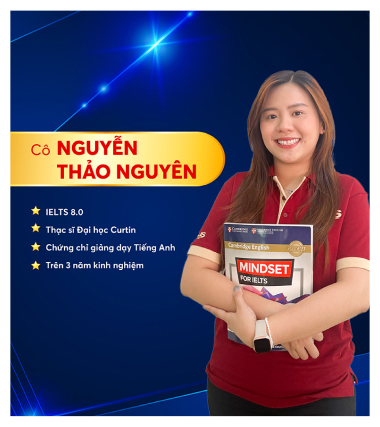 Cô NGUYỄN
THẢO NGUYÊN
IELTS 8.0
Thạc sĩ Đại học Curtin
Chứng chỉ giảng dạy Tiếng Anh
Trên 3 năm kinh nghiệm
Cambridge English
MINDSET
FOR IELTS